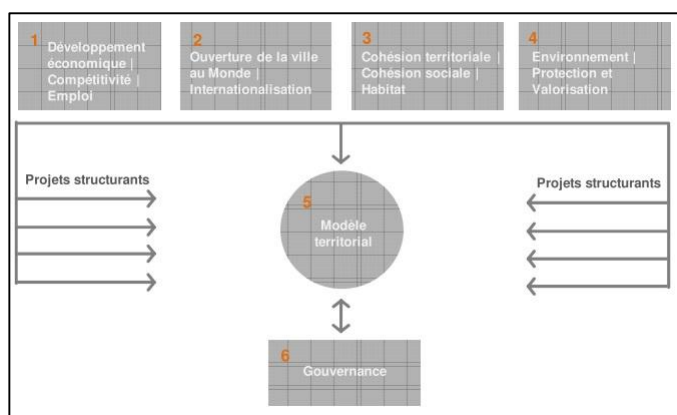 1
Développement
économique |
Compétitivité |
Emploi
2
Ouverture de la ville
au Monde |
Internationalisation
3
Cohésion territoriale |
Cohésion sociale |
Habitat
4
Environnement |
Protection et
Valorisation
Projets structurants
Projets structurants
5
Modèle
territorial
6
Gouvernance